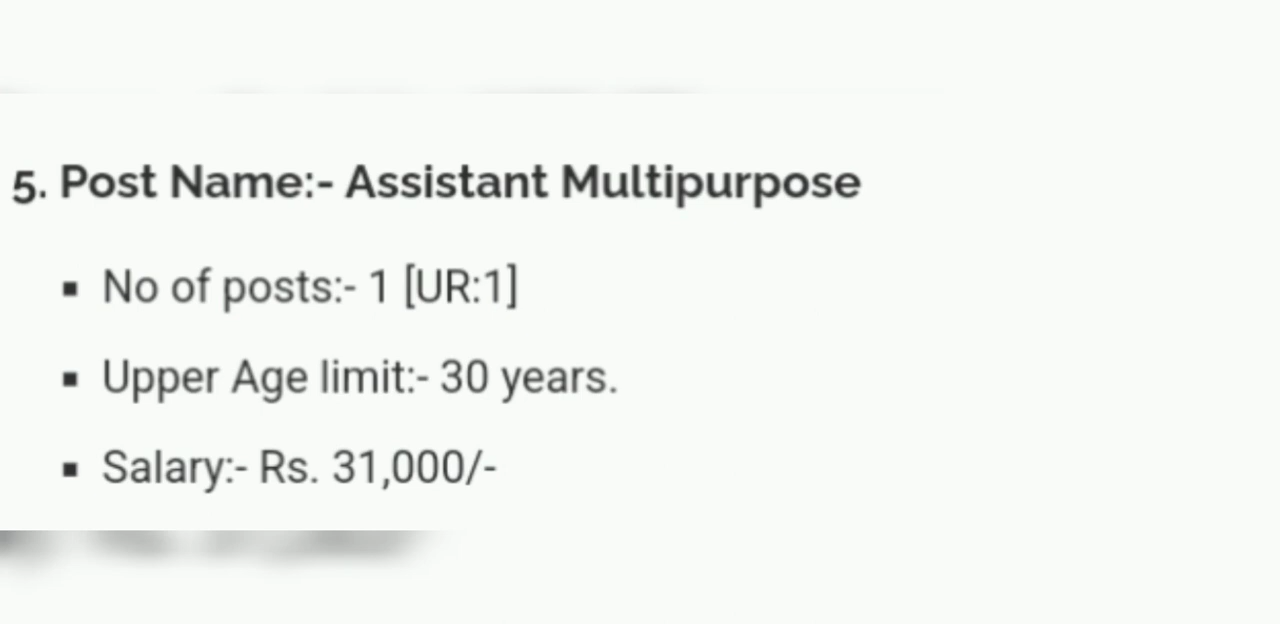 5. Post Name:- Assistant Multipurpose
▪ No of posts:- 1 [UR:1]
▪ Upper Age limit:- 30 years.
▪ Salary:- Rs. 31,000/-